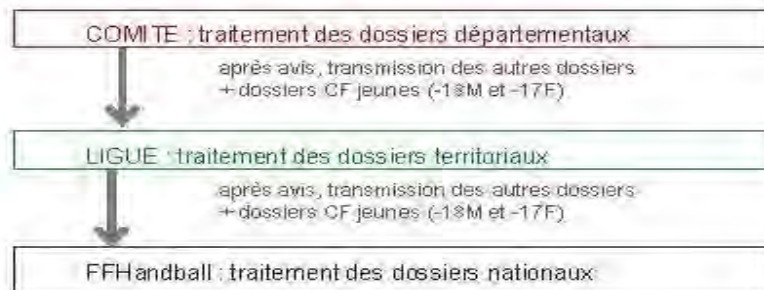 COMITE : traitement des dossiers départementaux
après avis, transmission des autres dossiers
+ dossiers CF jeunes (-18M et -17F)
LIGUE : traitement des dossiers territoriaux
après avis, transmission des autres dossiers
+ dossiers CF jeunes (-18M et -17F)
FFHandball : traitement des dossiers nationaux